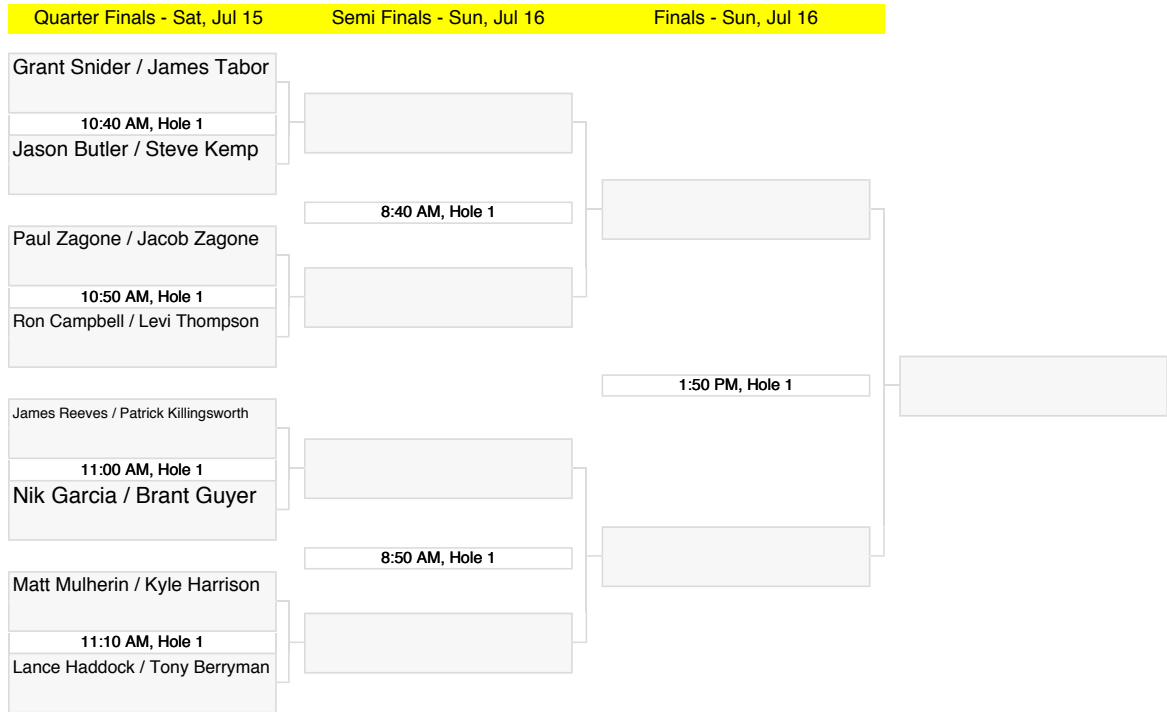 Quarter Finals - Sat, Jul 15
Semi Finals - Sun, Jul 16
Finals - Sun, Jul 16
Grant Snider / James Tabor
10:40 AM, Hole 1
Jason Butler / Steve Kemp
8:40 AM, Hole 1
Paul Zagone / Jacob Zagone
10:50 AM, Hole 1
Ron Campbell / Levi Thompson
1:50 PM, Hole 1
James Reeves / Patrick Killingsworth
11:00 AM, Hole 1
Nik Garcia / Brant Guyer
8:50 AM, Hole 1
Matt Mulherin / Kyle Harrison
11:10 AM, Hole 1
Lance Haddock / Tony Berryman